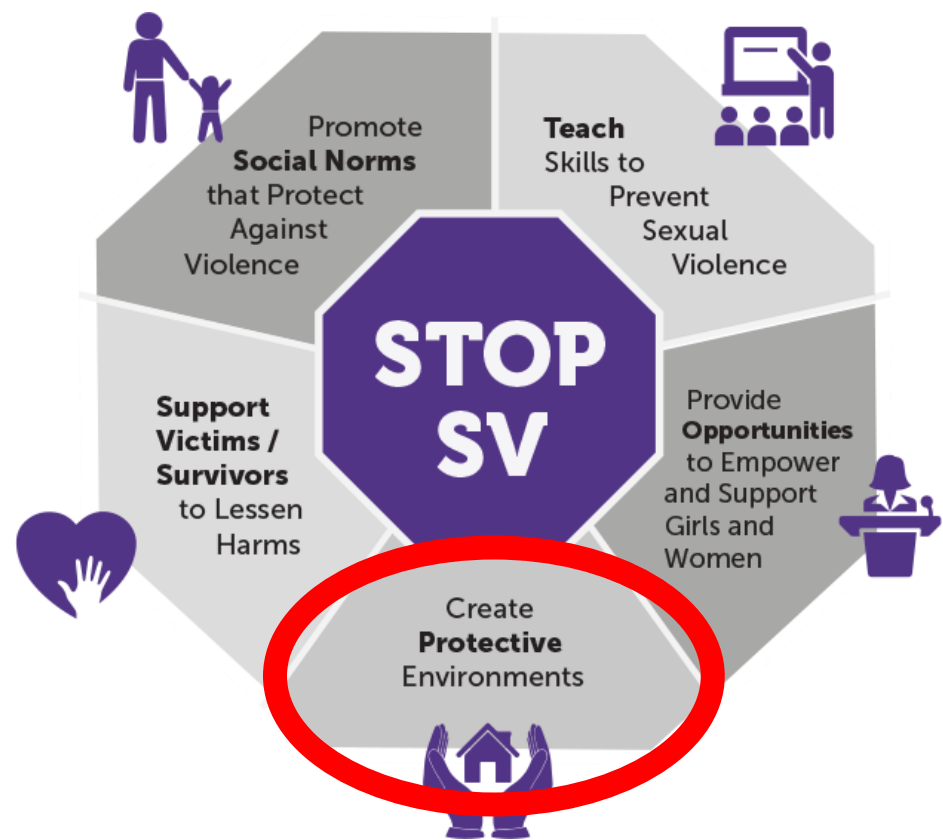 Promote
Social Norms
that Protect
Against
Violence
Teach
Skills to
Prevent
Sexual
Violence
STOP
SV
Support
Victims /
Survivors
to Lessen
Harms
Provide
Opportunities
to Empower
and Support
Girls and
Women
Create
Protective
Environments